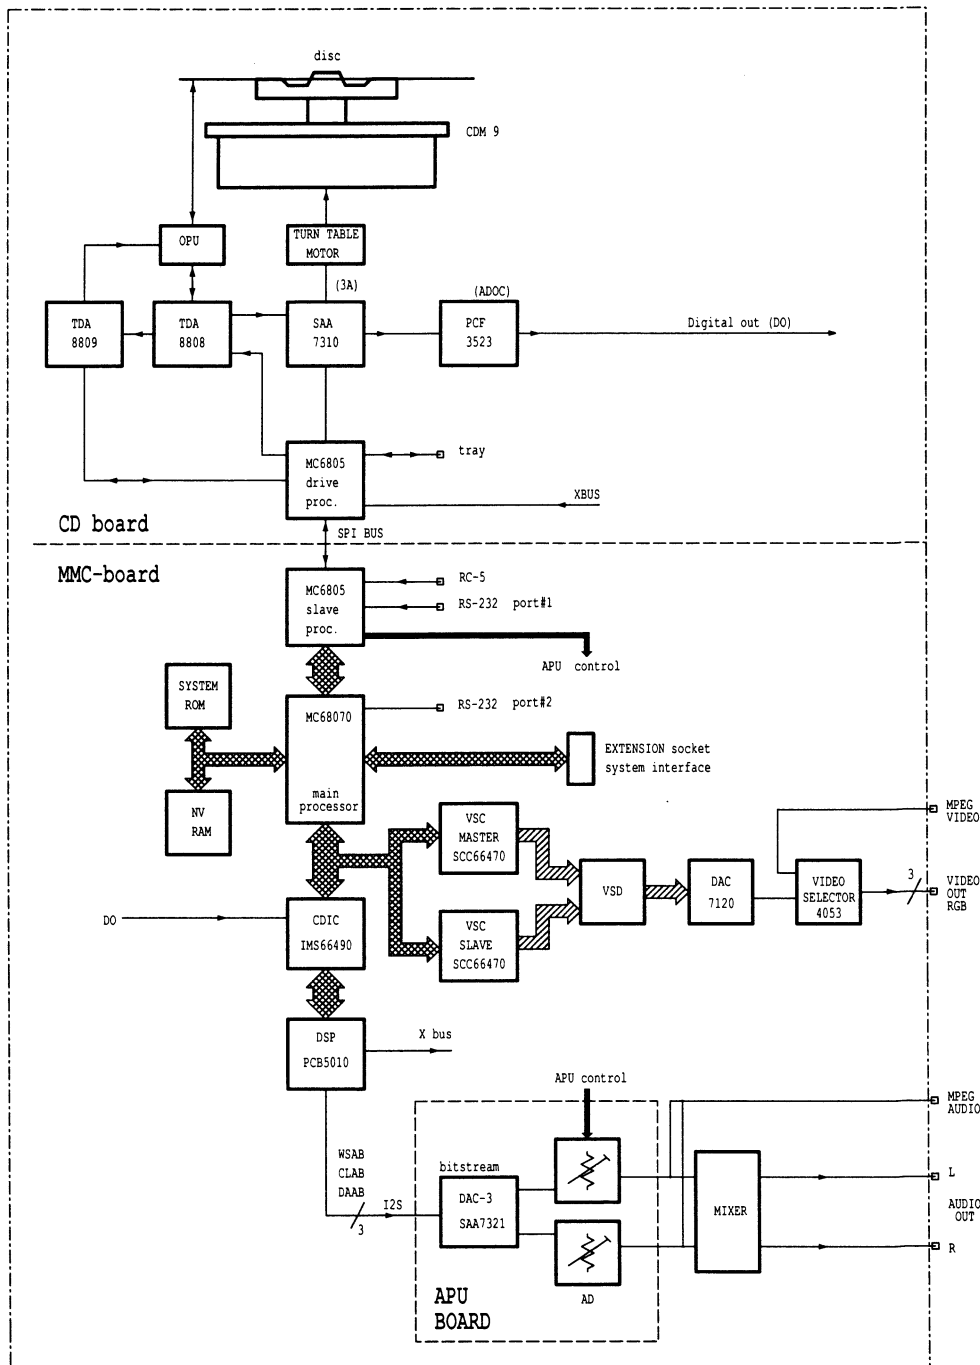 disc
CDM 9
OPU
TURN TABLE
MOTOR
(3A)
(ADOC)
TDA
8809
TDA
8808
SAA
7310
PCF
3523
Digital out (DO)
MC6805
drive
proc.
tray
XBUS
CD board
SPI BUS
MMC-board
MC6805
slave
proc.
RC-5
RS-232 port#1
APU control
SYSTEM
ROM
MC68070
main
processor
RS-232 port#2
EXTENSION socket
system interface
NV
RAM
VSC
MASTER
SCC66470
MPEG
VIDEO
VSD
DAC
7120
VIDEO
SELECTOR
4053
3
VIDEO
OUT
RGB
DO
CDIC
IMS66490
VSC
SLAVE
SCC66470
DSP
PCB5010
X bus
APU control
MPEG
AUDIO
WSAB
CLAB
DAAB
3
I2S
bitstream
DAC-3
SAA7321
MIXER
L
AUDIO
OUT
R
AD
APU
BOARD